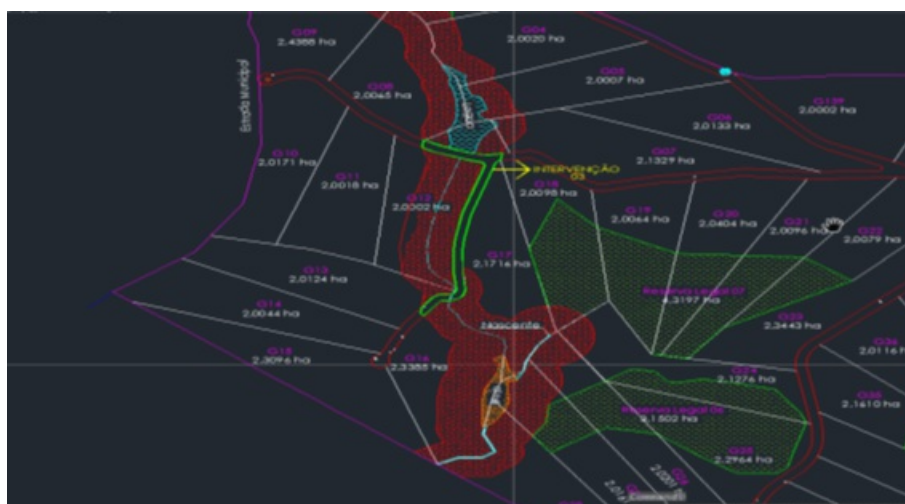 G09
2.4388 ha
G04
2.0020 ha
G05
2.0007 ha
G08
2.0065 ha
Estrada Municipal
2.0002 ha
G06
2.0133 ha
G07
2.1329 ha
G10
2.0171 ha
G11
2.0018 ha
G12
2.0002 ha
INTERVENÇÃO
03
G18
2.0098 ha
G19
2.0064 ha
G20
2.0404 ha
G21
2.0096 ha
G22
2.0079 ha
G17
2.1716 ha
G13
2.0124 ha
Reserva Legal 07
4.3197 ha
G14
2.0044 ha
Nascente
G23
2.3443 ha
G15
2.3096 ha
G16
2.3385 ha
2.0116 ha
G24
2.1276 ha
2.1610 ha
Reserva Legal 06
2.1502 ha
G25
2.2964 ha
Command: